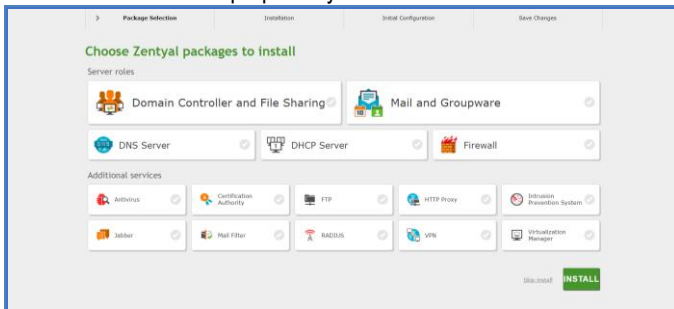 > Package Selection Installation Initial Configuration Save Changes
Choose Zentyal packages to install
Server roles
Domain Controller and File Sharing Mail and Groupware
DNS Server DHCP Server Firewall
Additional services
Antivirus Certification Authority FTP HTTP Proxy Intrusion Prevention System
Jabber Mail Filter RADIUS VPN Virtualization Manager
Skip install INSTALL